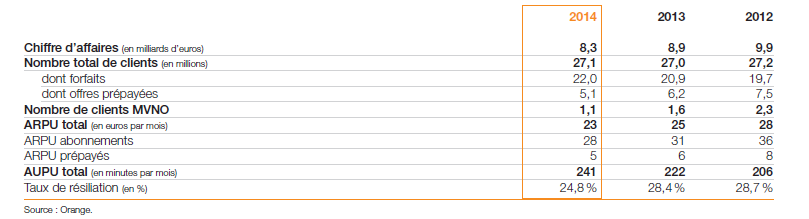 2014 2013 2012
Chiffre d'affaires (en milliards d'euros) 8,3 8,9 9,9
Nombre total de clients (en millions) 27,1 27,0 27,2
dont forfaits 22,0 20,9 19,7
dont offres prépayées 5,1 6,2 7,5
Nombre de clients MVNO 1,1 1,6 2,3
ARPU total (en euros par mois) 23 25 28
ARPU abonnements 28 31 36
ARPU prépayés 5 6 8
AUPU total (en minutes par mois) 241 222 206
Taux de résiliation (en %) 24,8 % 28,4 % 28,7 %
Source : Orange.